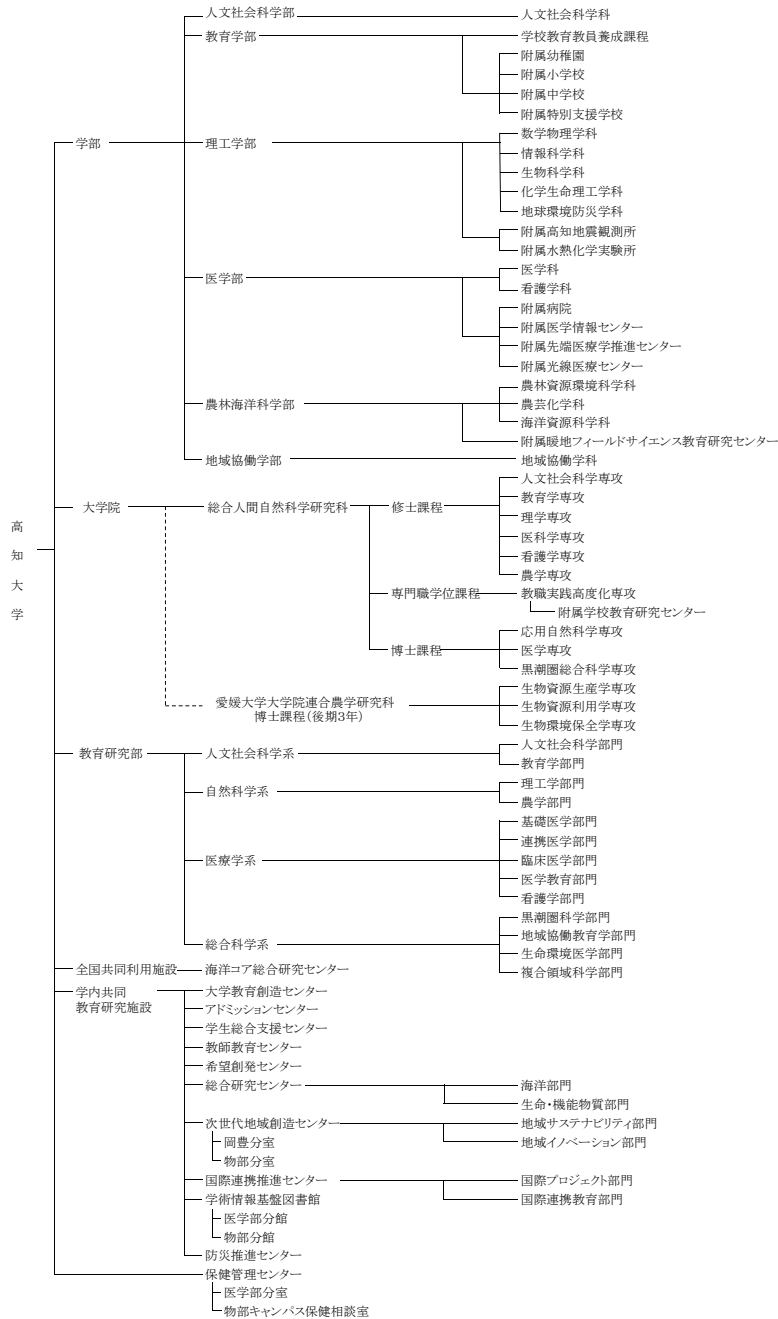 高知大学
学部
人文社会科学部
人文社会科学科
教育学部
学校教育教員養成課程
附属幼稚園
附属小学校
附属中学校
附属特別支援学校
理工学部
数学物理学科
情報科学科
生物科学科
化学生命理工学科
地球環境防災学科
附属高知地震観測所
附属水熱化学実験所
医学部
医学科
看護学科
附属病院
附属医学情報センター
附属先端医療学推進センター
附属光線医療センター
農林海洋科学部
農林資源環境科学科
農芸化学科
海洋資源科学科
附属暖地フィールドサイエンス教育研究センター
地域協働学部
地域協働学科
大学院
総合人間自然科学研究科
修士課程
人文社会科学専攻
教育学専攻
理学専攻
医科学専攻
看護学専攻
農学専攻
専門職学位課程
教職実践高度化専攻
附属学校教育研究センター
博士課程
応用自然科学専攻
医学専攻
黒潮圏総合科学専攻
愛媛大学大学院連合農学研究科
博士課程(後期3年)
生物資源生産学専攻
生物資源利用学専攻
生物環境保全学専攻
教育研究部
人文社会科学系
人文社会科学部門
教育学部門
自然科学系
理工学部門
農学部門
医療学系
基礎医学部門
連携医学部門
臨床医学部門
医学教育部門
看護学部門
総合科学系
黒潮圏科学部門
地域協働教育学部門
生命環境医学部門
複合領域科学部門
全国共同利用施設
海洋コア総合研究センター
学内共同
教育研究施設
大学教育創造センター
アドミッションセンター
学生総合支援センター
教師教育センター
希望創発センター
総合研究センター
海洋部門
生命・機能物質部門
次世代地域創造センター
地域サステナビリティ部門
地域イノベーション部門
岡豊分室
物部分室
国際連携推進センター
国際プロジェクト部門
国際連携教育部門
学術情報基盤図書館
医学部分館
物部分館
防災推進センター
保健管理センター
医学部分室
物部キャンパス保健相談室